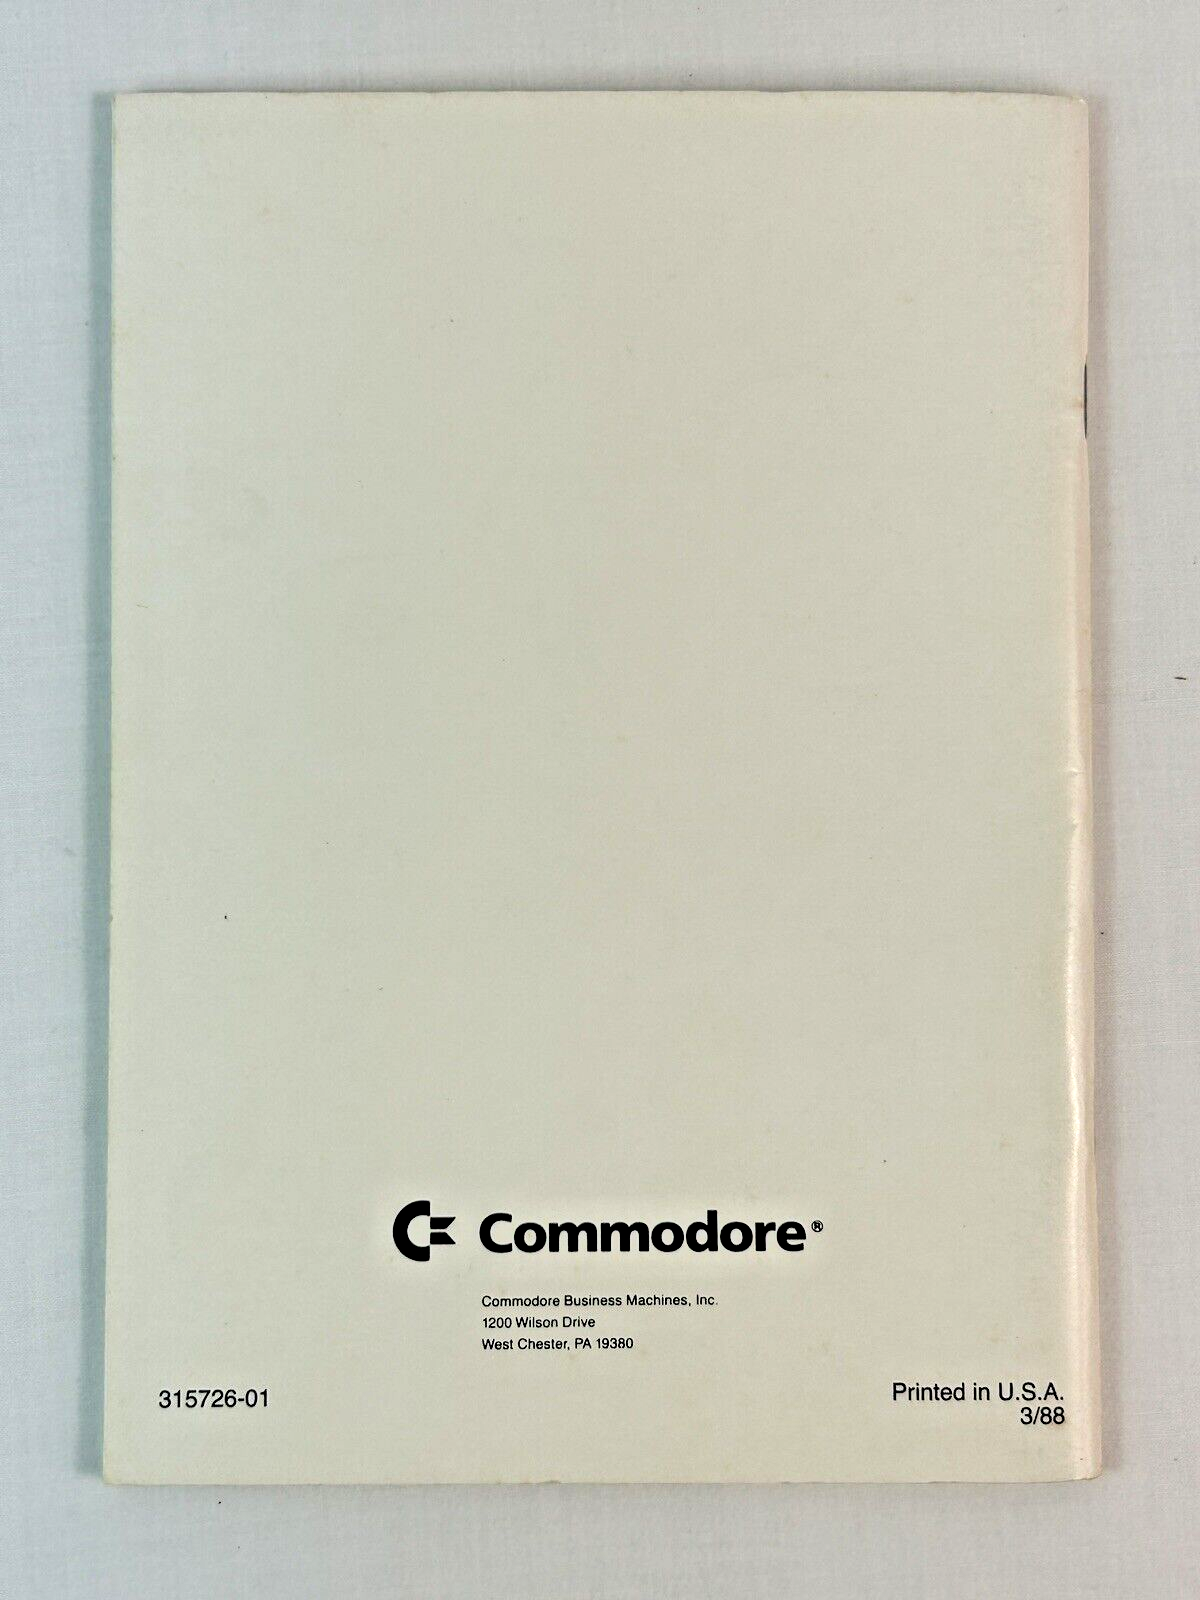 Commodore®
Commodore Business Machines, Inc.
1200 Wilson Drive
West Chester, PA 19380
315726-01
Printed in U.S.A.
3/88